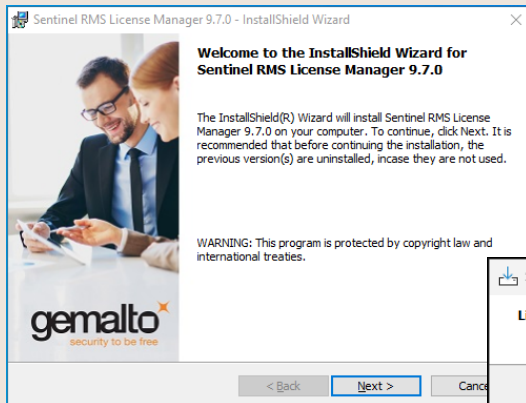 Sentinel RMS License Manager 9.7.0 - InstallShield Wizard
Welcome to the InstallShield Wizard for
Sentinel RMS License Manager 9.7.0
The InstallShield(R) Wizard will install Sentinel RMS License
Manager 9.7.0 on your computer. To continue, click Next. It is
recommended that before continuing the installation, the
previous version(s) are uninstalled, incase they are not used.
WARNING: This program is protected by copyright law and
international treaties.
gemalto
security to be free
< Back Next >